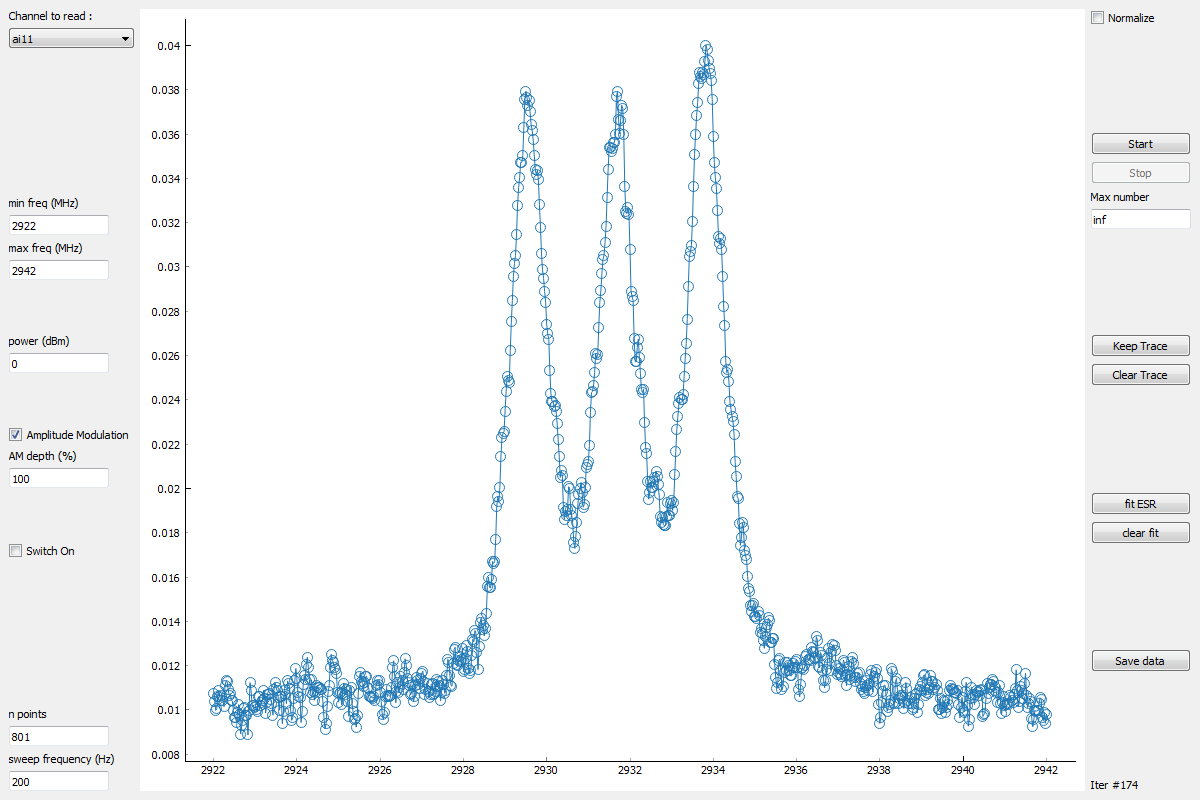 Channel to read :
ai11
min freq (MHz)
2922
max freq (MHz)
2942
power (dBm)
0
Amplitude Modulation
AM depth (%)
100
Switch On
n points
801
sweep frequency (Hz)
200
0.04
0.038
0.036
0.034
0.032
0.03
0.028
0.026
0.024
0.022
0.02
0.018
0.016
0.014
0.012
0.01
0.008
2922 2924 2926 2928 2930 2932 2934 2936 2938 2940 2942
Normalize
Start
Stop
Max number
inf
Keep Trace
Clear Trace
fit ESR
clear fit
Save data
Iter #174